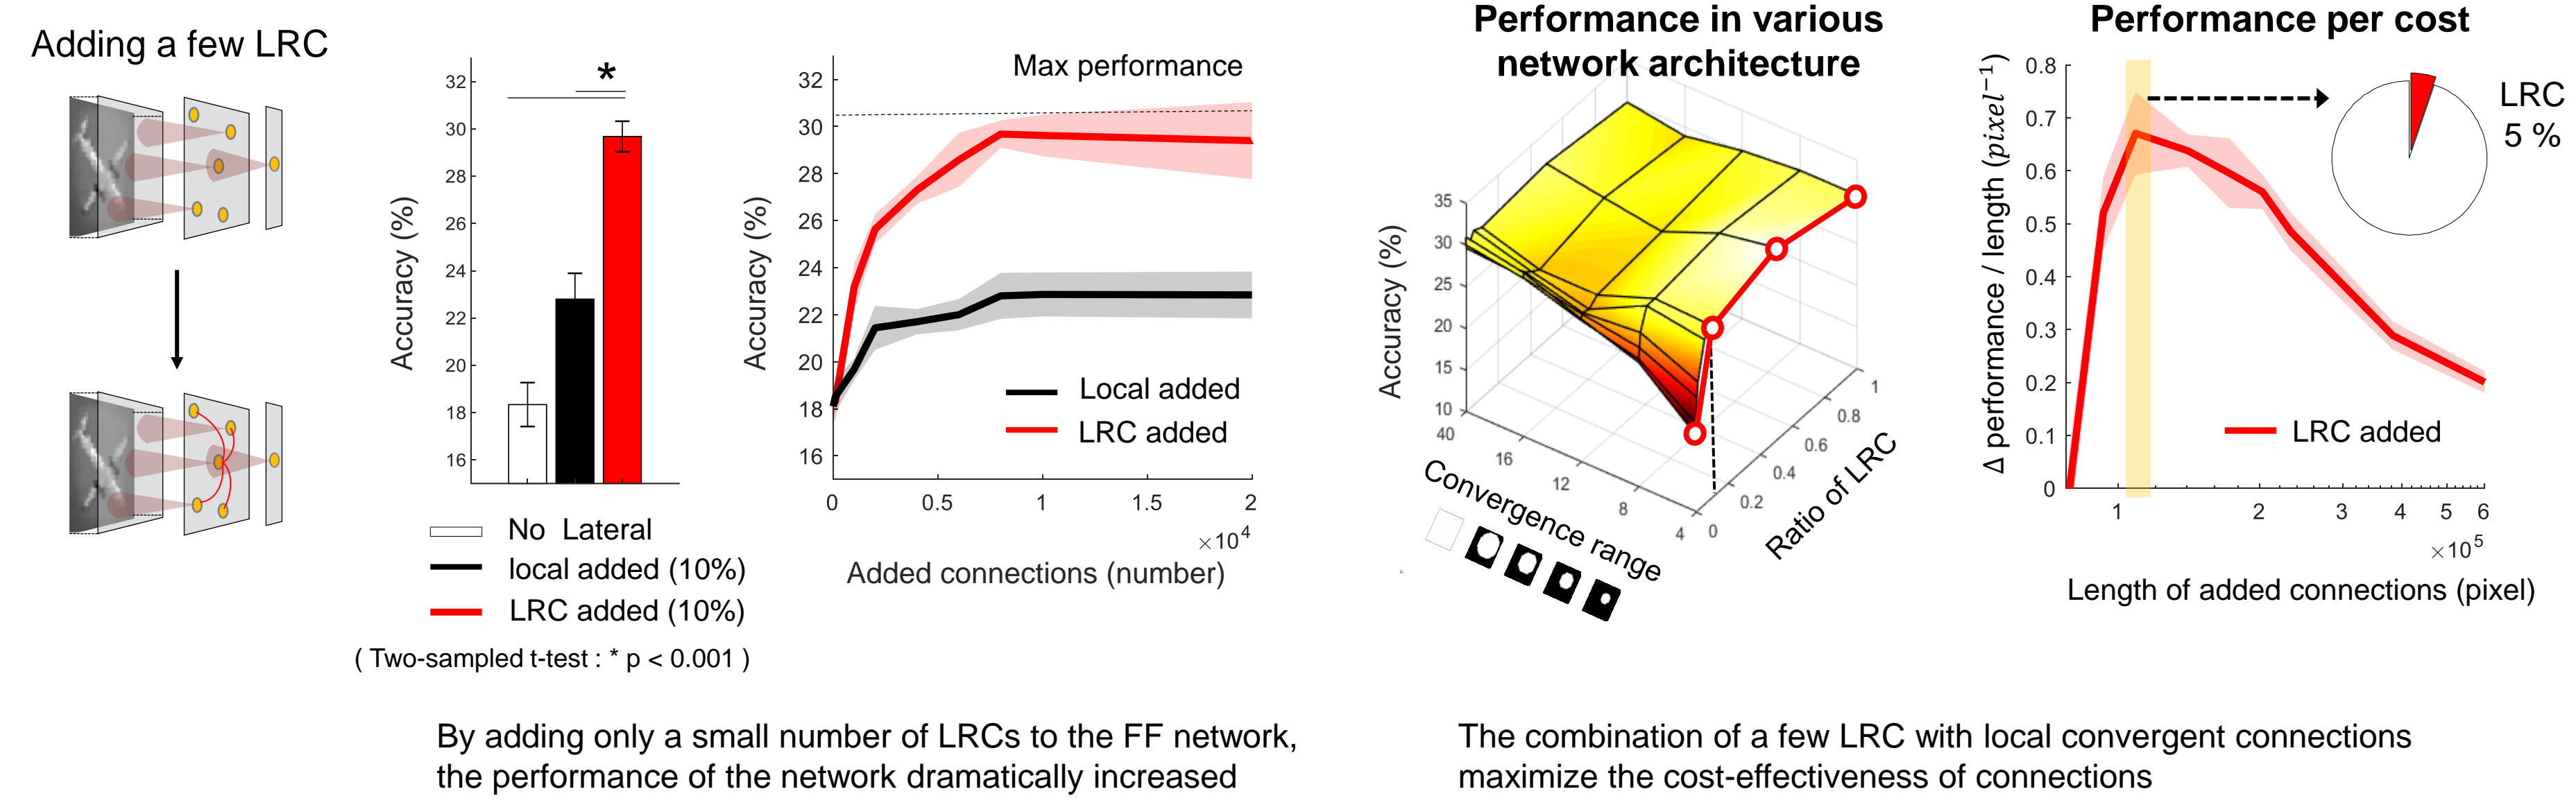 Adding a few LRC
32
30
28
26
24
22
20
18
16
Accuracy (%)
*
No Lateral
local added (10%)
LRC added (10%)
( Two-sampled t-test : * p < 0.001 )
32
30
28
26
24
22
20
18
16
Accuracy (%)
Max performance
Local added
LRC added
0
0.5
1
1.5
2
×10⁴
Added connections (number)
By adding only a small number of LRCs to the FF network,
the performance of the network dramatically increased
Performance in various
network architecture
35
30
25
20
15
10
Accuracy (%)
40
16
12
8
4
Convergence range
0
0.2
0.4
0.6
0.8
1
Ratio of LRC
Performance per cost
0.8
0.7
0.6
0.5
0.4
0.3
0.2
0.1
0
Δ performance / length (pixel⁻¹)
LRC
5 %
LRC added
1
2
3
4
5
6
×10⁵
Length of added connections (pixel)
The combination of a few LRC with local convergent connections
maximize the cost-effectiveness of connections